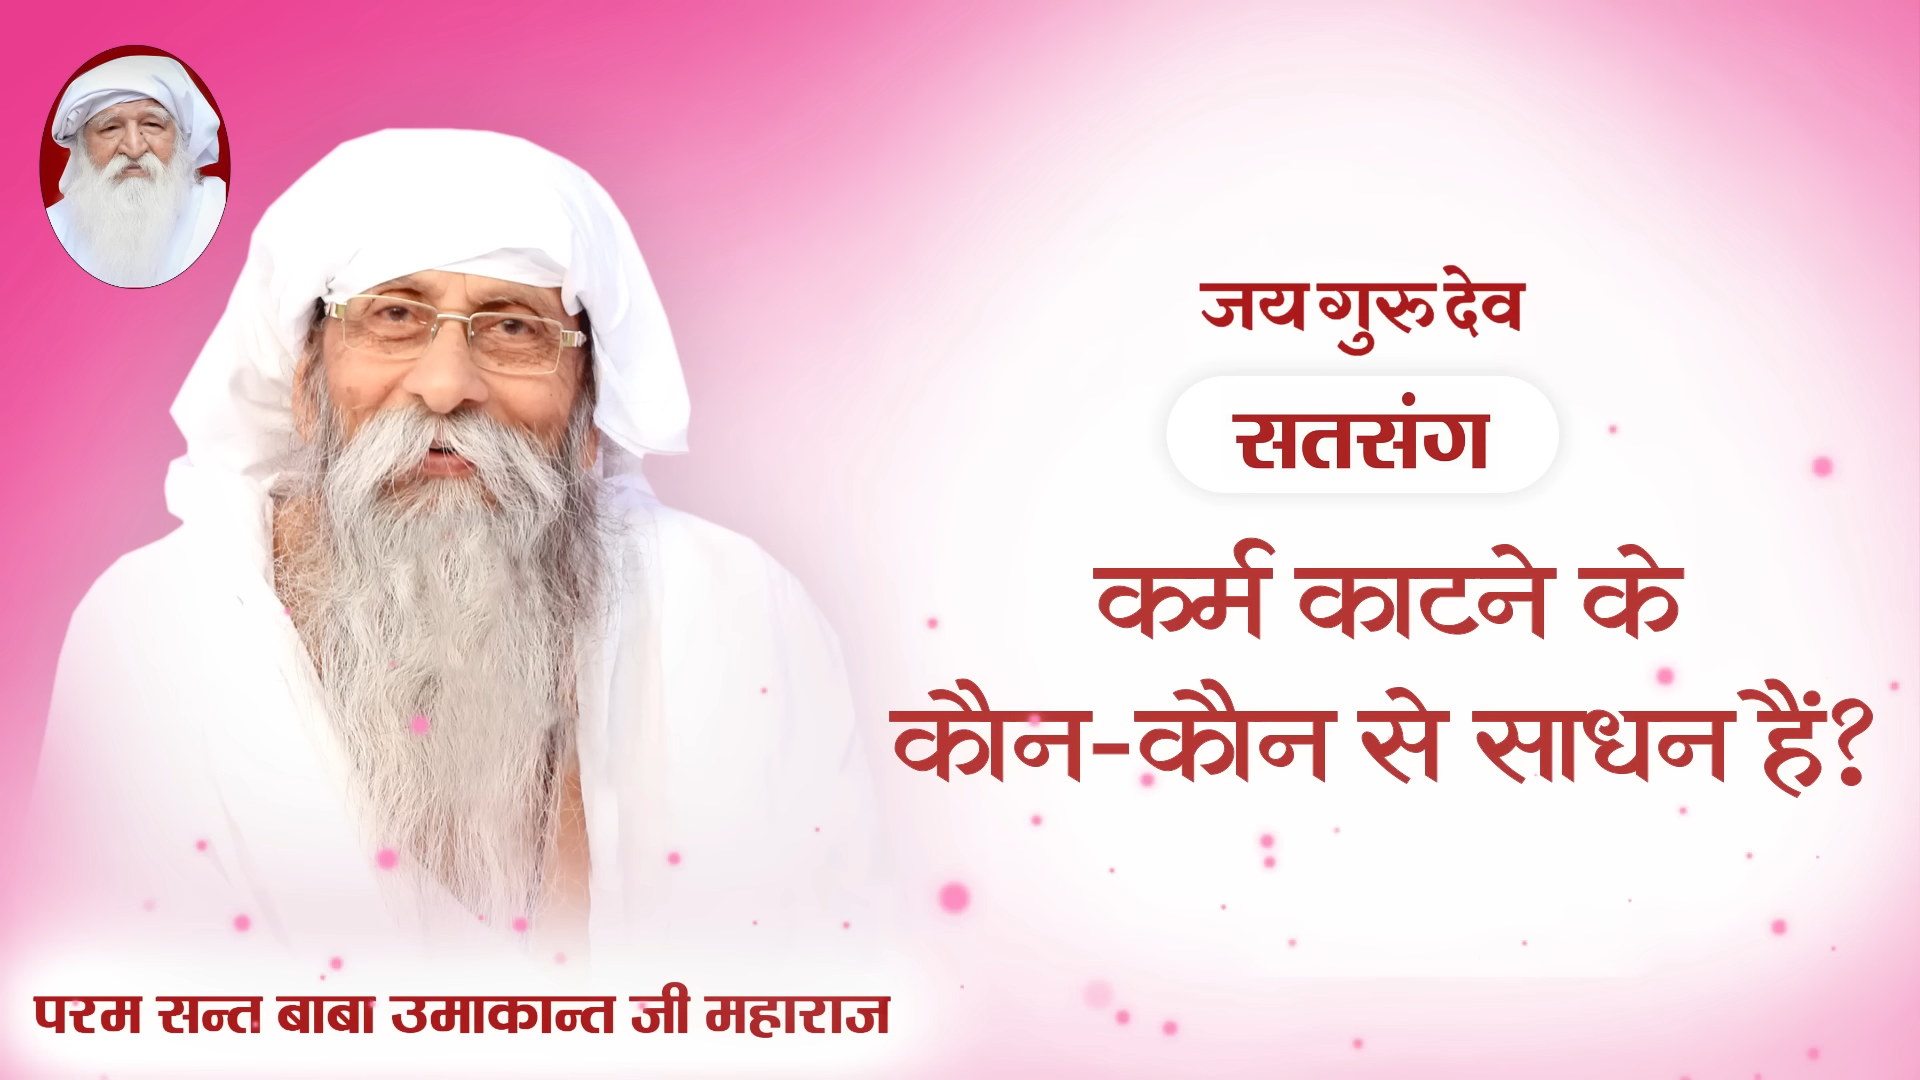 जय गुरु देव
सतसंग
कर्म काटने के
कौन-कौन से साधन हैं?
परम सन्त बाबा उमाकान्त जी महाराज